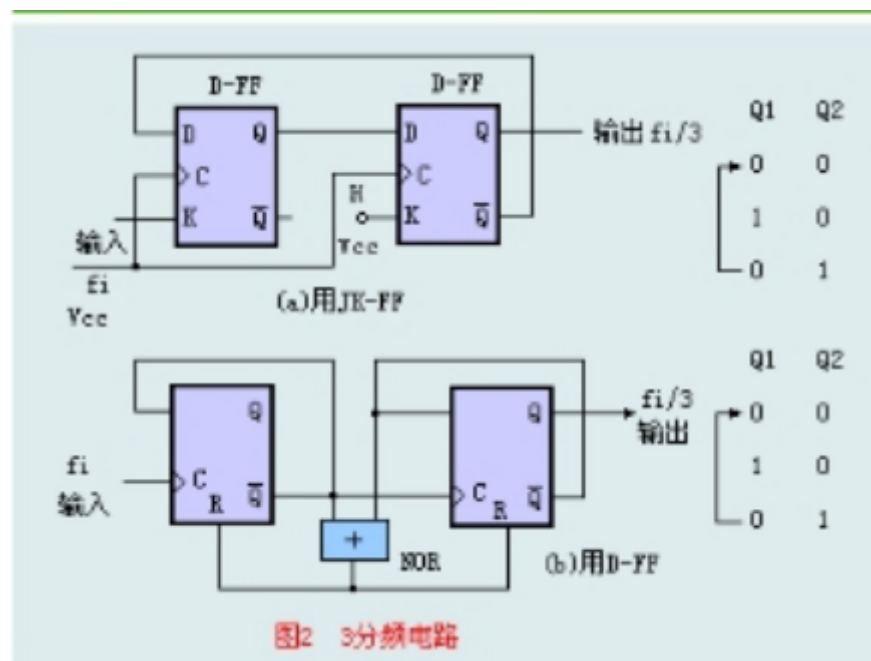 D-FF D-FF
Q1 Q2
D Q D Q 输出 fi/3
C C
0 0
H
K Q̅ K Q̅
1 0
输入 Vcc
fi
0 1
Vcc
(a)用JK-FF
Q1 Q2
Q Q fi/3
0 0
输出
fi
C Q̅ C Q̅
1 0
输入
R R
+
0 1
NOR
(b)用D-FF
图2 3分频电路